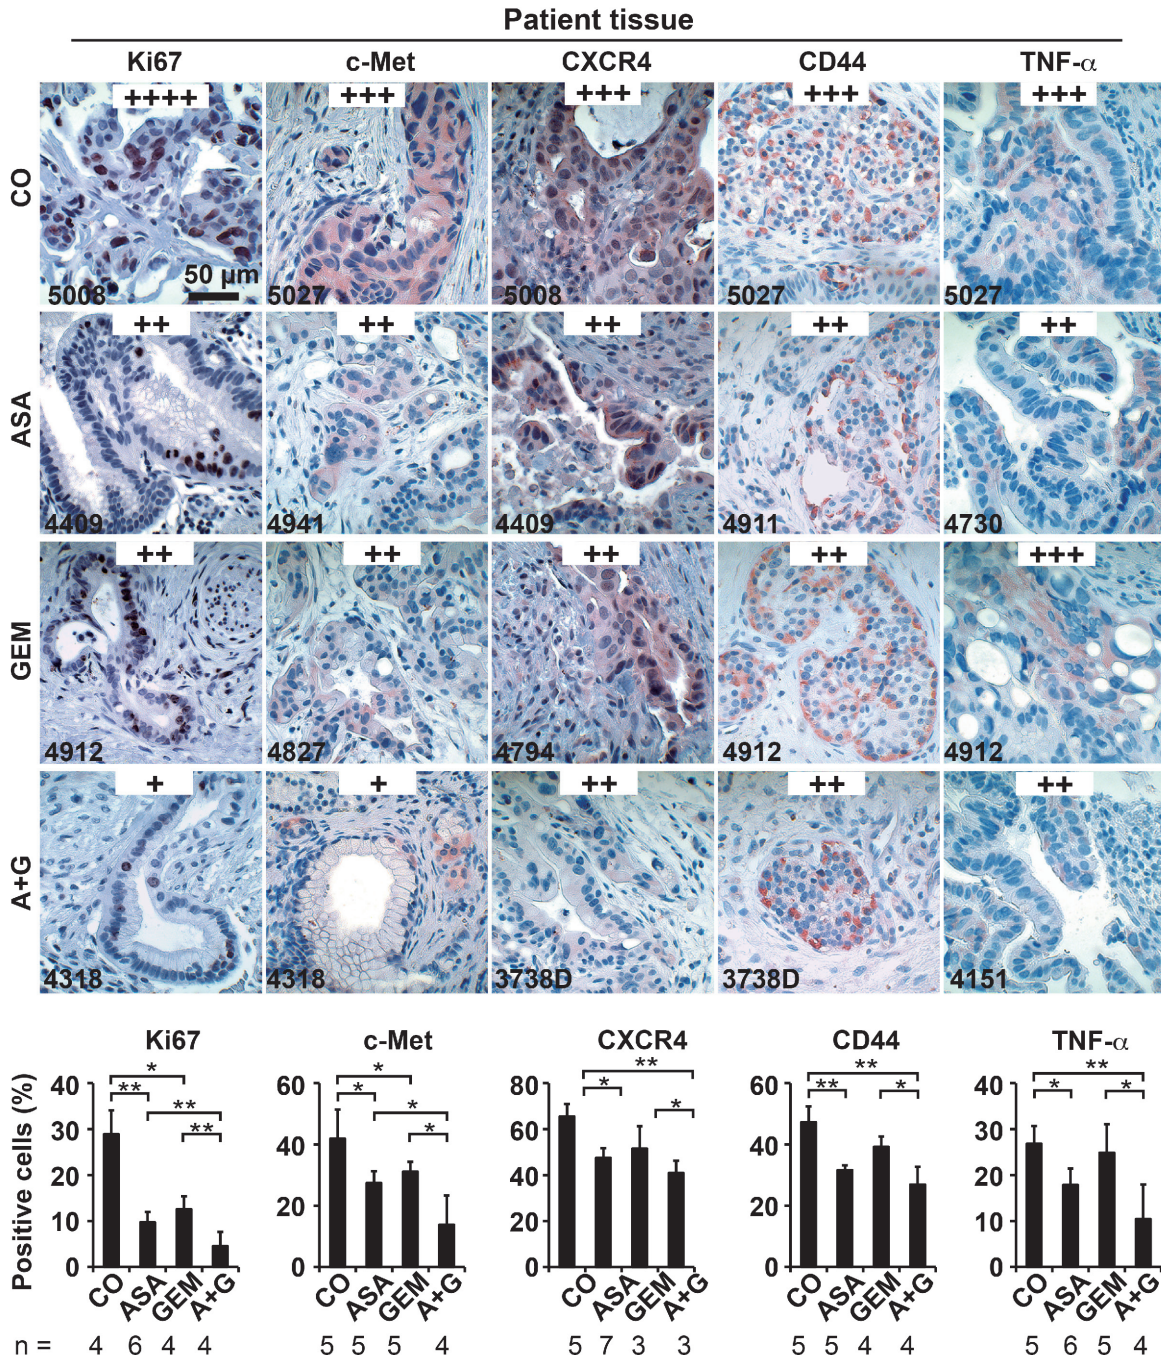 Patient tissue
Ki67 c-Met CXCR4 CD44 TNF-α
CO
++++ +++ +++ +++ +++
50 µm
5008 5027 5008 5027 5027
ASA
++ ++ ++ ++ ++
4409 4941 4409 4911 4730
GEM
++ ++ ++ ++ +++
4912 4827 4794 4912 4912
A+G
+ + ++ ++ ++
4318 4318 3738D 3738D 4151
Ki67 c-Met CXCR4 CD44 TNF-α
Positive cells (%)
40 30 20 10 0
* ** ** **
CO ASA GEM A+G
60 40 20 0
* * * *
CO ASA GEM A+G
80 60 40 20 0
** * *
CO ASA GEM A+G
60 40 20 0
** ** *
CO ASA GEM A+G
40 30 20 10 0
** * *
CO ASA GEM A+G
n = 4 6 4 4 5 5 5 4 5 7 3 3 5 5 4 4 5 6 5 4